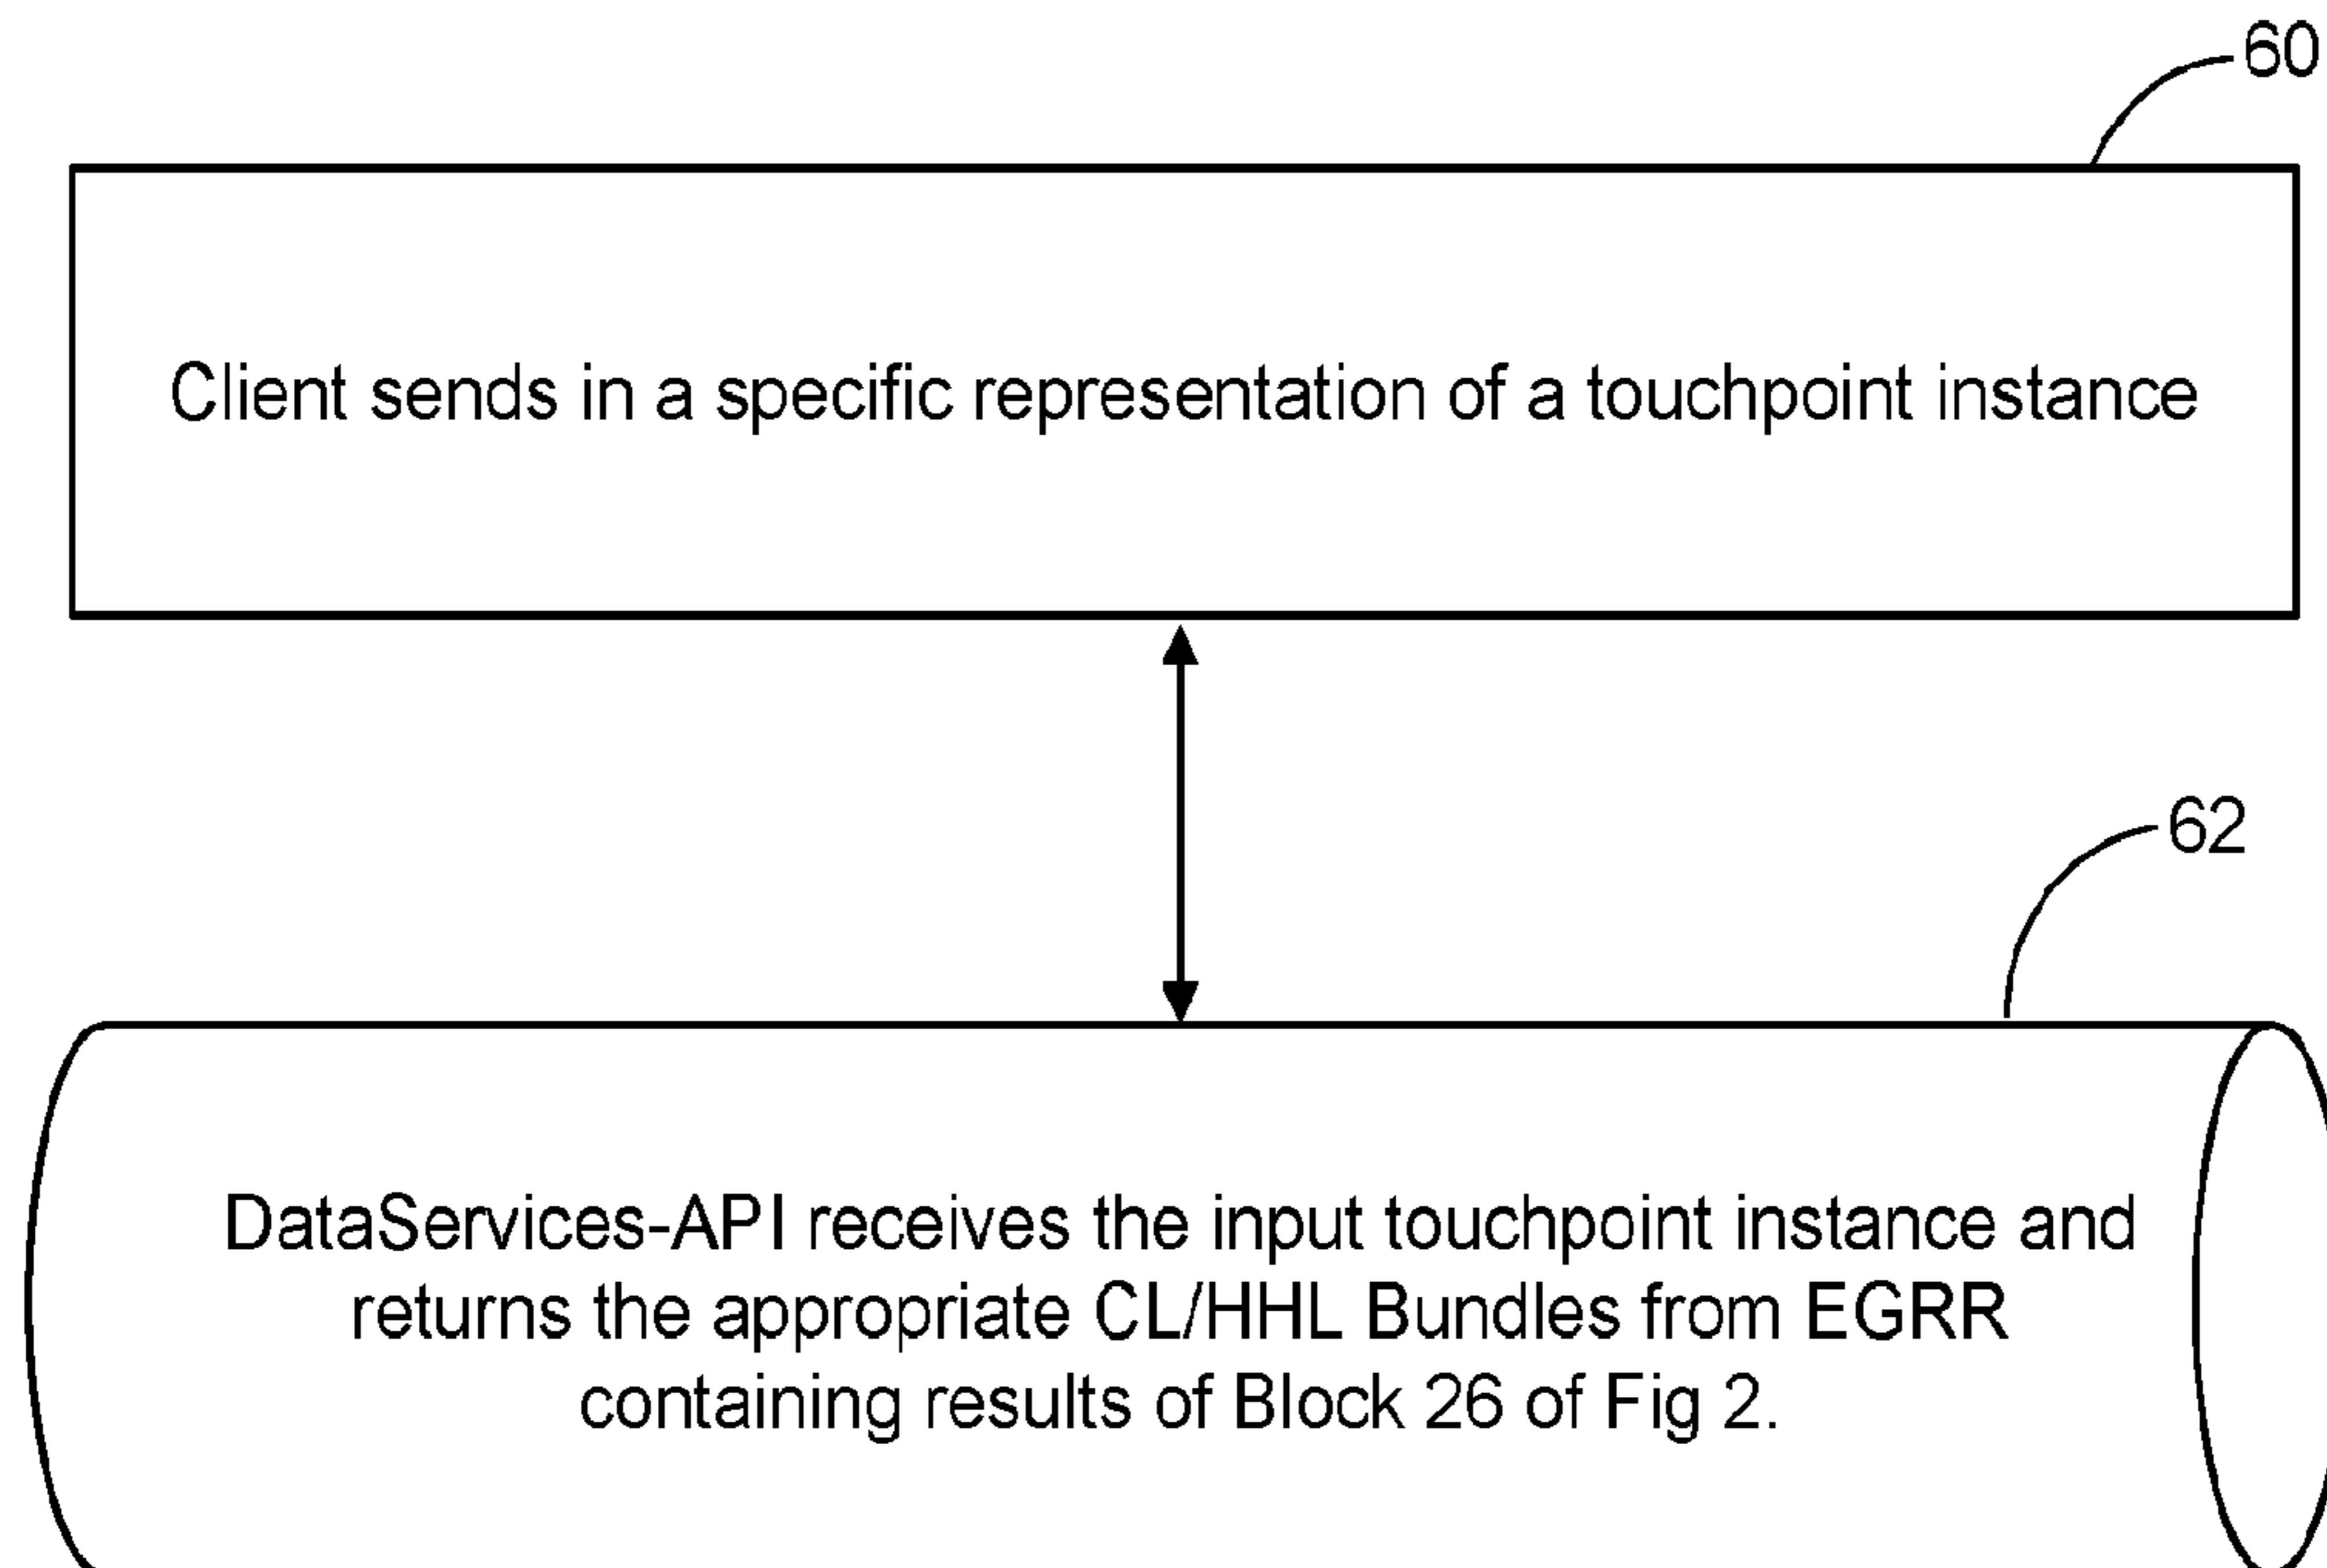 60
Client sends in a specific representation of a touchpoint instance
62
DataServices-API receives the input touchpoint instance and
returns the appropriate CL/HHL Bundles from EGRR
containing results of Block 26 of Fig 2.